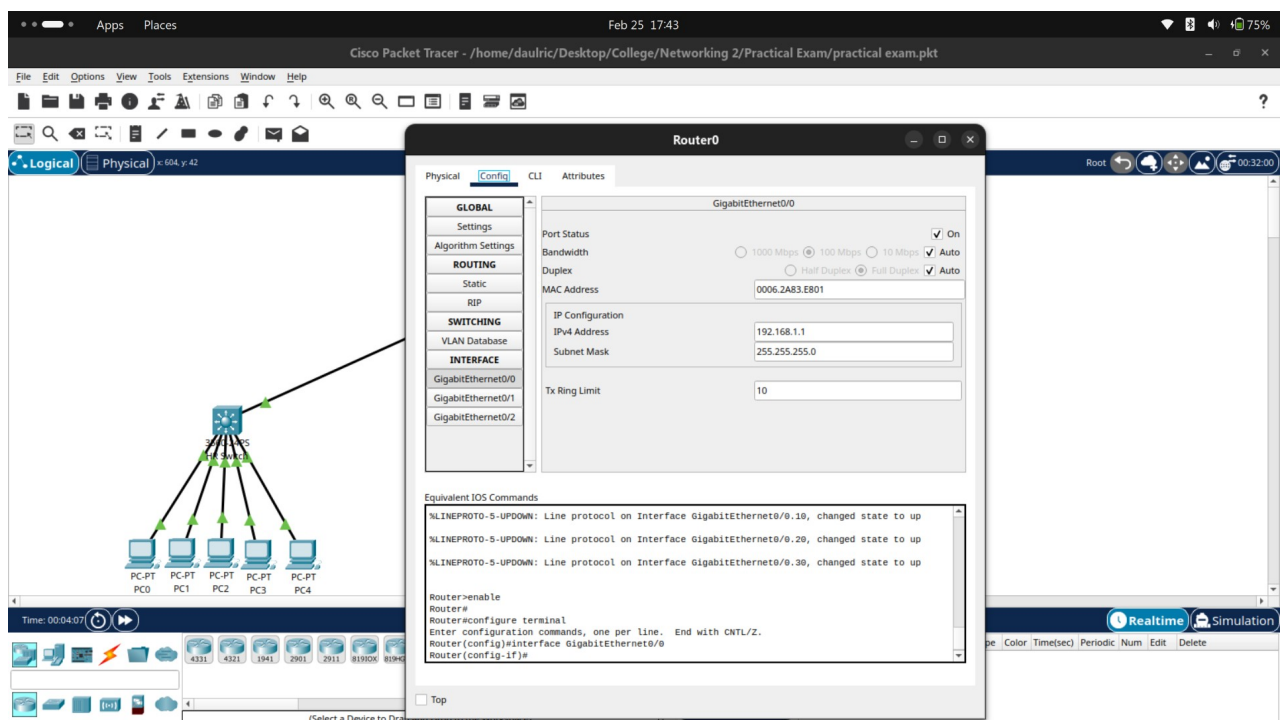 Apps Places Feb 25 17:43 75%
Cisco Packet Tracer - /home/daulric/Desktop/College/Networking 2/Practical Exam/practical exam.pkt
File Edit Options View Tools Extensions Window Help
?
Logical Physical x: 604, y: 42 Root 00:32:00
Router0
Physical Config CLI Attributes
GLOBAL
Settings
Algorithm Settings
ROUTING
Static
RIP
SWITCHING
VLAN Database
INTERFACE
GigabitEthernet0/0
GigabitEthernet0/1
GigabitEthernet0/2
GigabitEthernet0/0
Port Status On
Bandwidth 1000 Mbps 100 Mbps 10 Mbps Auto
Duplex Half Duplex Full Duplex Auto
MAC Address 0006.2A83.E801
IP Configuration
IPv4 Address 192.168.1.1
Subnet Mask 255.255.255.0
Tx Ring Limit 10
Equivalent IOS Commands
%LINEPROTO-5-UPDOWN: Line protocol on Interface GigabitEthernet0/0.10, changed state to up
%LINEPROTO-5-UPDOWN: Line protocol on Interface GigabitEthernet0/0.20, changed state to up
%LINEPROTO-5-UPDOWN: Line protocol on Interface GigabitEthernet0/0.30, changed state to up
Router>enable
Router#
Router#configure terminal
Enter configuration commands, one per line. End with CNTL/Z.
Router(config)#interface GigabitEthernet0/0
Router(config-if)#
Top
HR Switch
PC-PT PC-PT PC-PT PC-PT PC-PT
PC0 PC1 PC2 PC3 PC4
Time: 00:04:07 Realtime Simulation
4331 4321 1941 2901 2911 819IOX 819HG
pe Color Time(sec) Periodic Num Edit Delete
(Select a Device to Dra